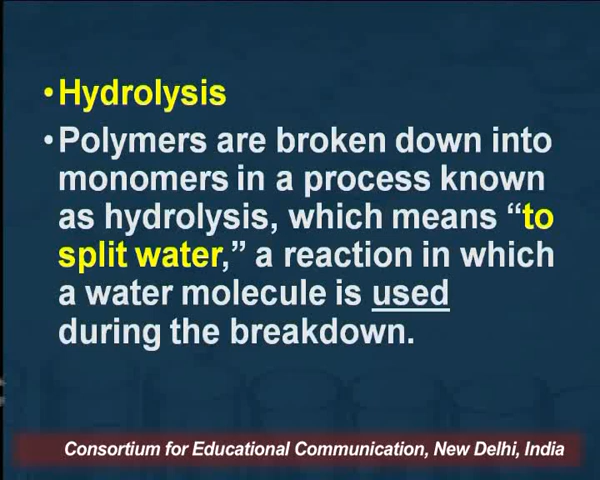 •Hydrolysis
•Polymers are broken down into
monomers in a process known
as hydrolysis, which means “to
split water,” a reaction in which
a water molecule is used
during the breakdown.
Consortium for Educational Communication, New Delhi, India